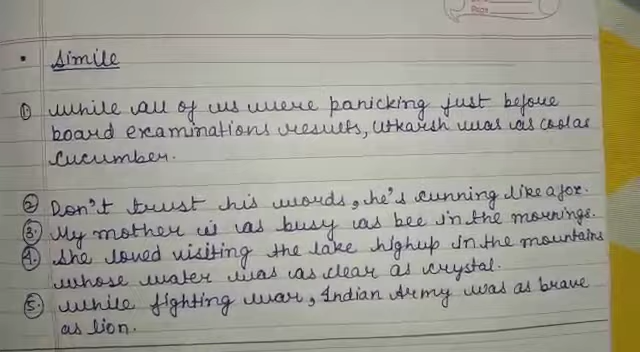 Page
• Simile
① While all of us were panicking just before
board examinations results, Utkarsh was as cool as
cucumber.
② Don't trust his words, he's cunning like a fox.
③. My mother is as busy as bee in the mornings.
④. She loved visiting the lake highup in the mountains
whose water was as clear as crystal.
⑤. While fighting war, Indian Army was as brave
as lion.